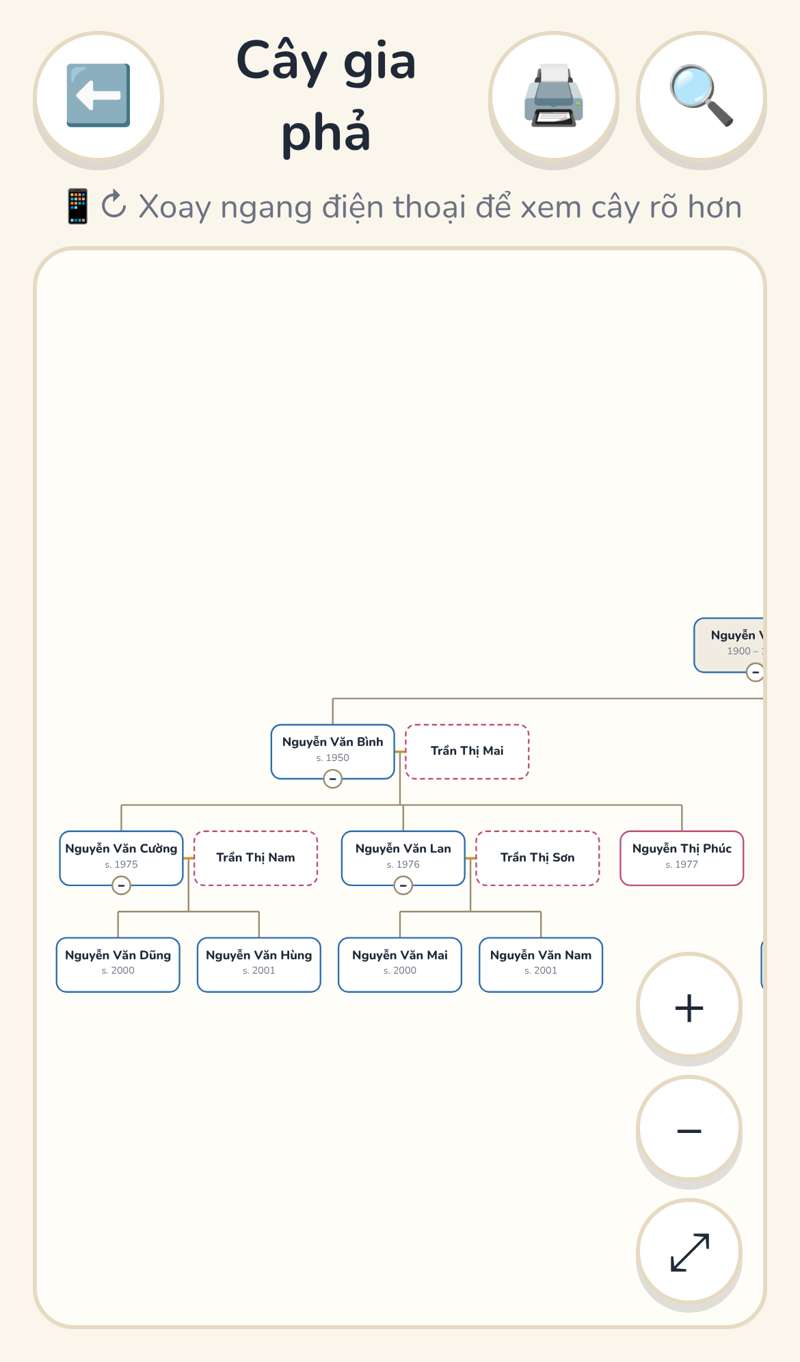 Cây gia
phả
Xoay ngang điện thoại để xem cây rõ hơn
Nguyễn V
1900 –
Nguyễn Văn Bình
s. 1950
Trần Thị Mai
Nguyễn Văn Cường
s. 1975
Trần Thị Nam
Nguyễn Văn Lan
s. 1976
Trần Thị Sơn
Nguyễn Thị Phúc
s. 1977
Nguyễn Văn Dũng
s. 2000
Nguyễn Văn Hùng
s. 2001
Nguyễn Văn Mai
s. 2000
Nguyễn Văn Nam
s. 2001